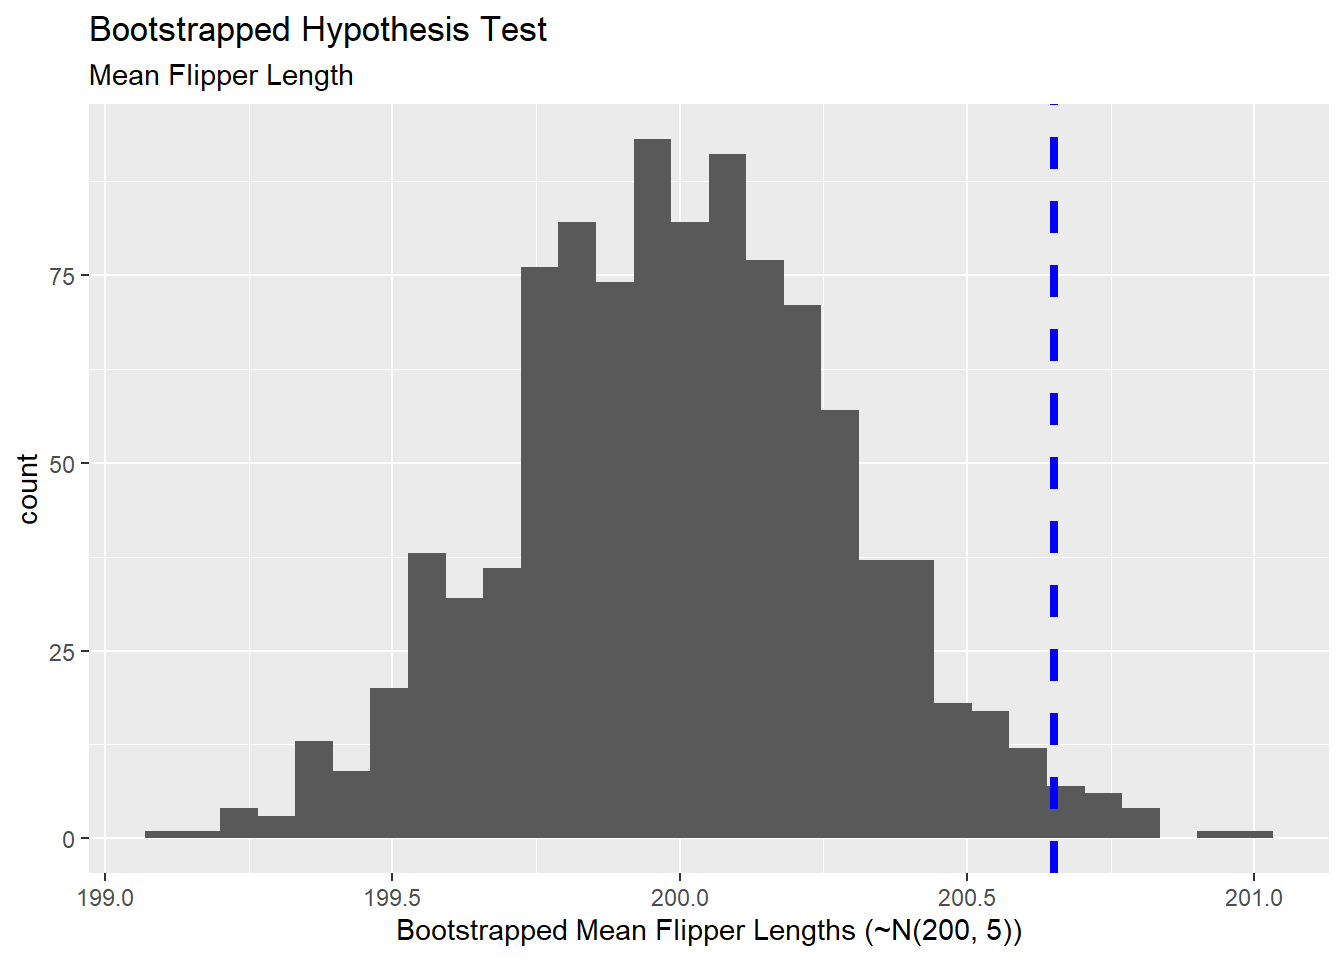 Bootstrapped Hypothesis Test
Mean Flipper Length
75
50
25
0
count
199.0 199.5 200.0 200.5 201.0
Bootstrapped Mean Flipper Lengths (~N(200, 5))